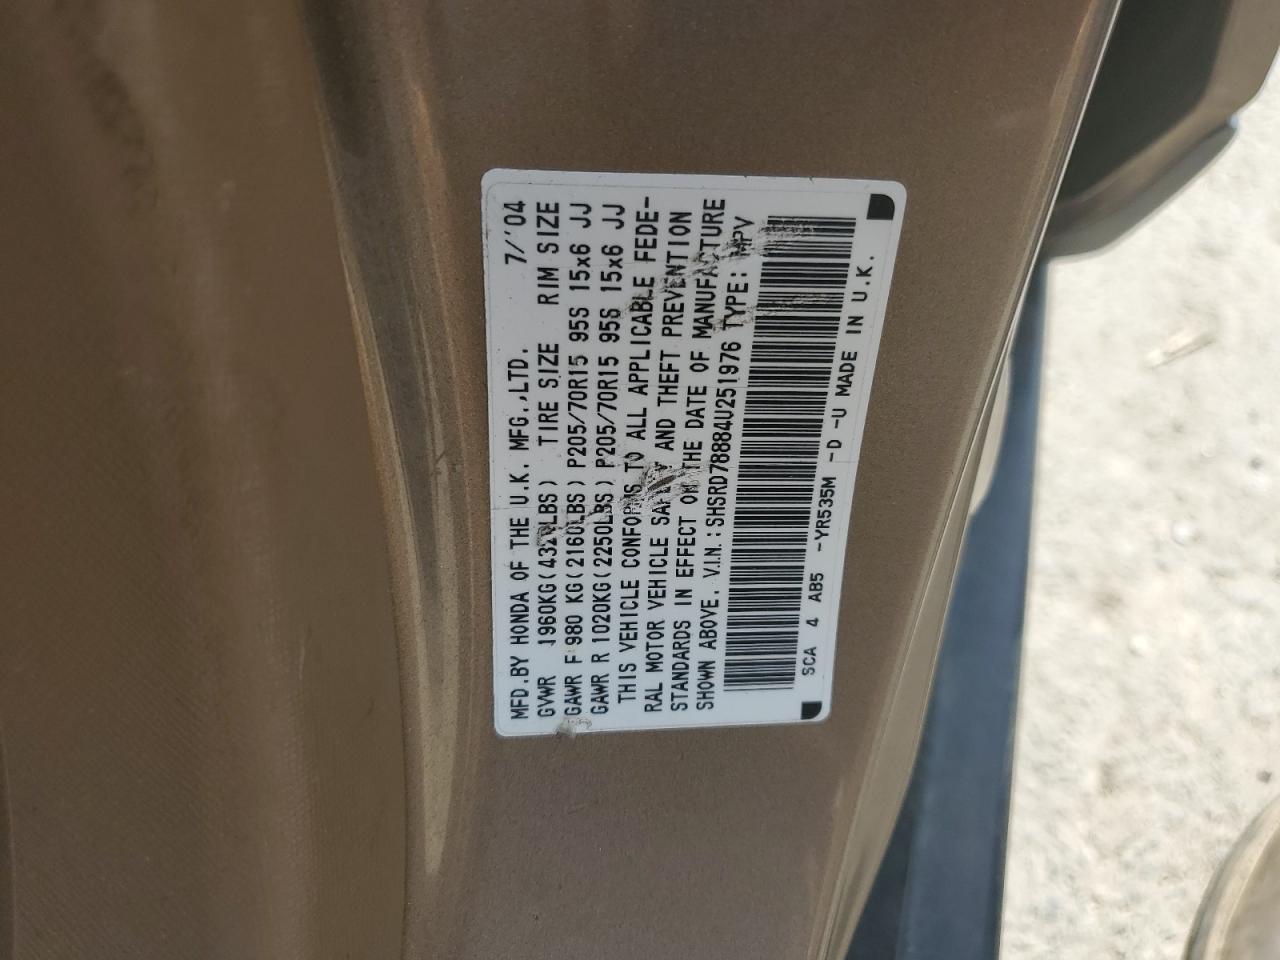 MFD.BY HONDA OF THE U.K. MFG.,LTD. 7/'04
GVWR 1960KG(4320LBS) TIRE SIZE RIM SIZE
GAWR F 980 KG(2160LBS) P205/70R15 95S 15x6 JJ
GAWR R 1020KG(2250LBS) P205/70R15 95S 15x6 JJ
THIS VEHICLE CONFORMS TO ALL APPLICABLE FEDE-
RAL MOTOR VEHICLE SAFETY AND THEFT PREVENTION
STANDARDS IN EFFECT ON THE DATE OF MANUFACTURE
SHOWN ABOVE. V.I.N.:SHSRD78884U251976 TYPE: MPV
SCA 4 AB5 -YR535M -D -U MADE IN U.K.